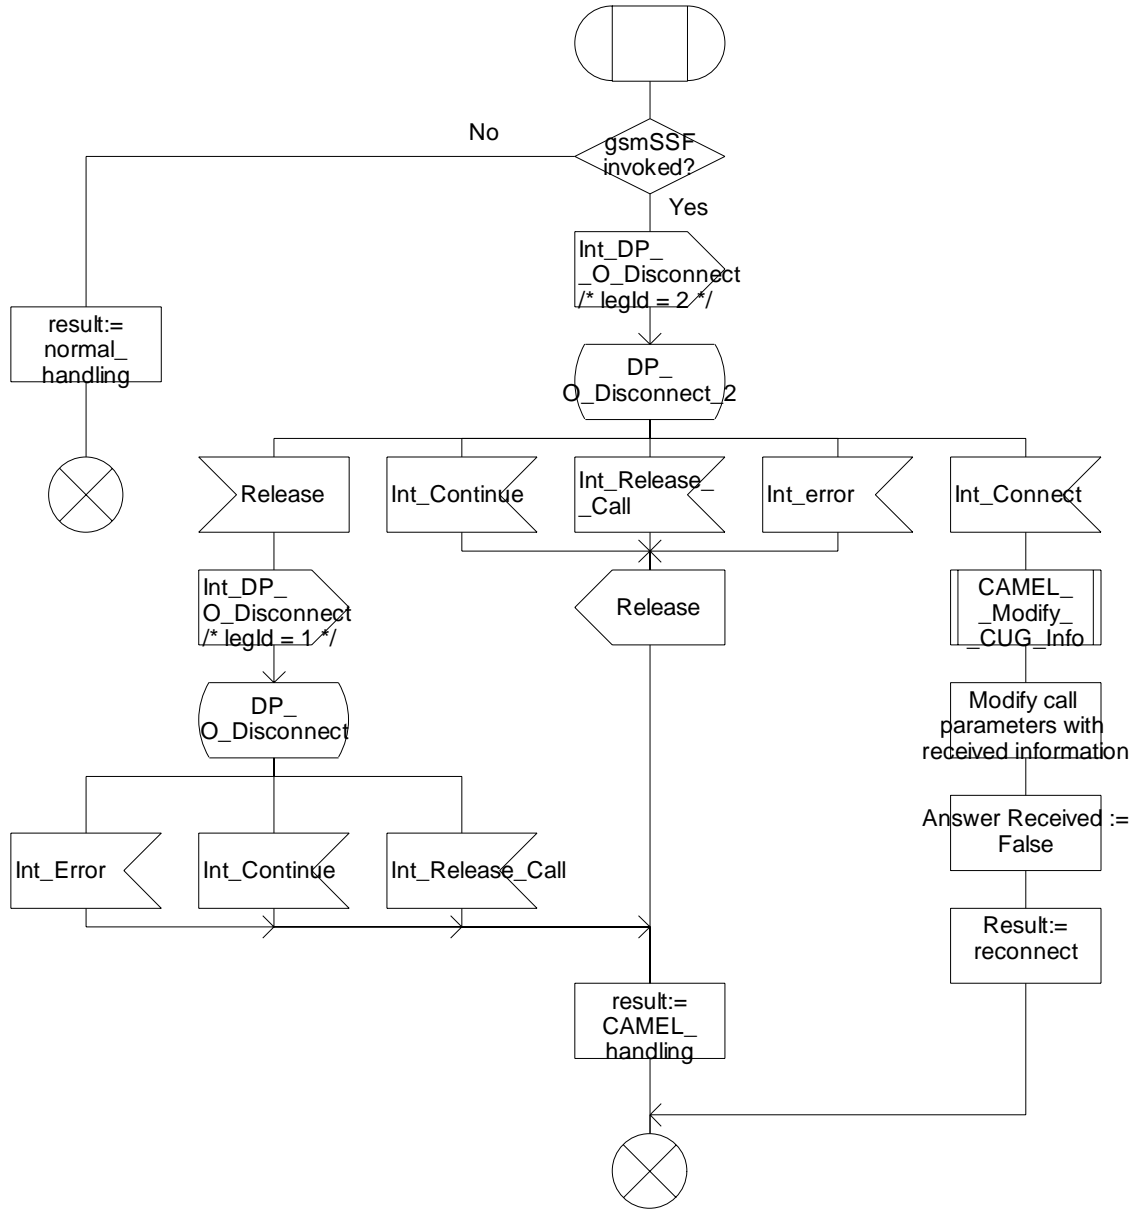 No
gsmSSF
invoked?
Yes
Int_DP_
_O_Disconnect
/* legId = 2 */
result:=
normal_
handling
DP_
O_Disconnect_2
Release
Int_Continue
Int_Release_
_Call
Int_error
Int_Connect
Int_DP_
O_Disconnect
/* legId = 1 */
Release
CAMEL_
_Modify_
_CUG_Info
DP_
O_Disconnect
Modify call
parameters with
received information
Answer Received :=
False
Int_Error
Int_Continue
Int_Release_Call
Result:=
reconnect
result:=
CAMEL_
handling